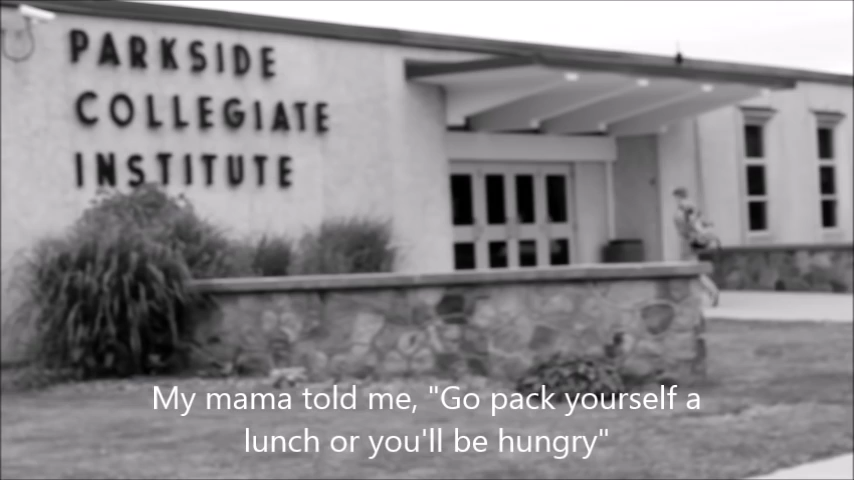 PARKSIDE
COLLEGIATE
INSTITUTE
My mama told me, "Go pack yourself a
lunch or you'll be hungry"